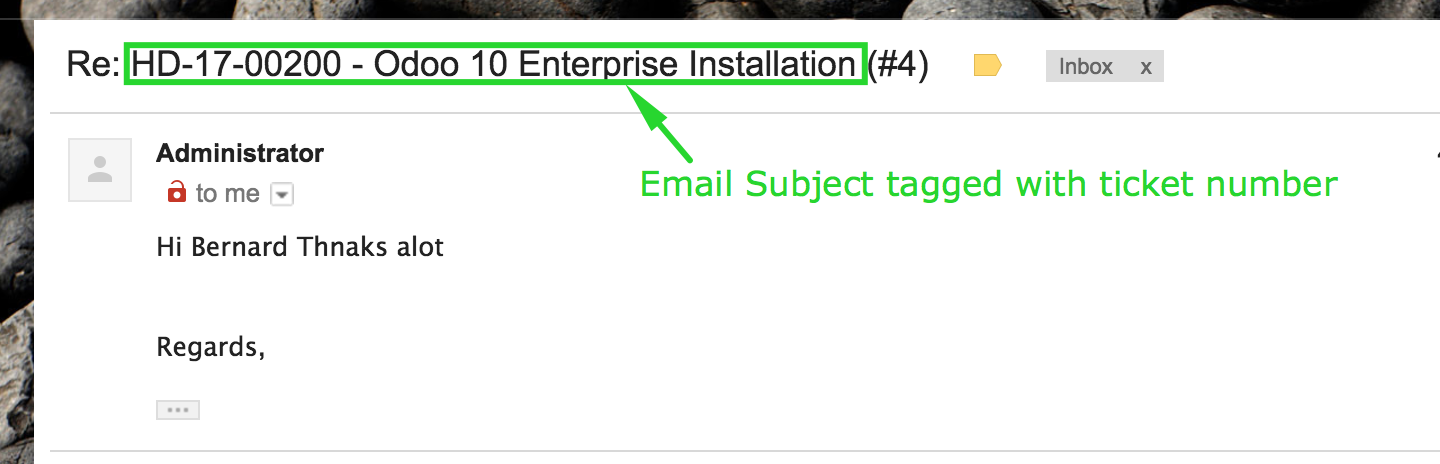 Re: HD-17-00200 - Odoo 10 Enterprise Installation (#4) Inbox x
Administrator
to me
Email Subject tagged with ticket number
Hi Bernard Thnaks alot
Regards,